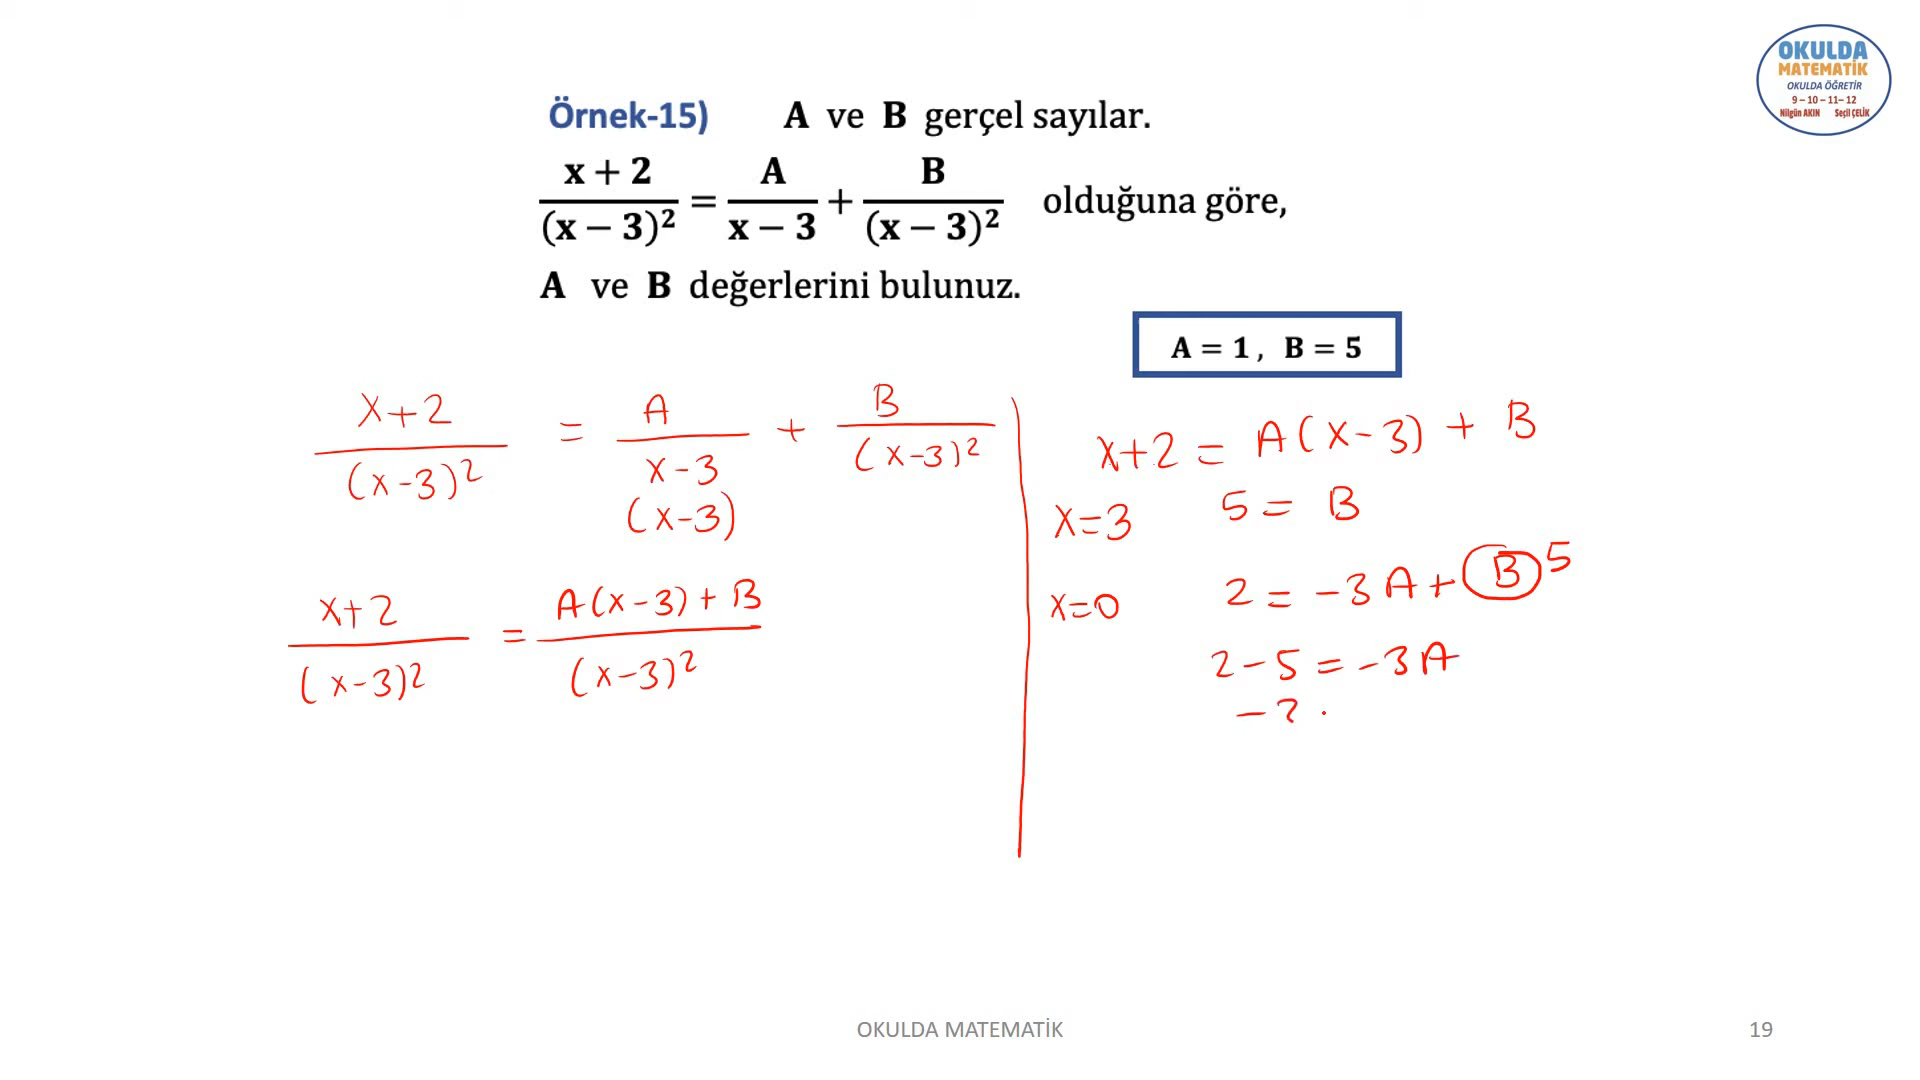 OKULDA
MATEMATİK
OKULDA ÖĞRETİR
9 – 10 – 11– 12
Nilgün AKIN Seçil ÇELİK
Örnek-15) A ve B gerçel sayılar.
(x + 2)/(x − 3)² = A/(x − 3) + B/(x − 3)² olduğuna göre,
A ve B değerlerini bulunuz.
A = 1 , B = 5
(x+2)/(x-3)² = A/(x-3) + B/(x-3)²
(x-3)
(x+2)/(x-3)² = (A(x-3) + B)/(x-3)²
x+2 = A(x-3) + B
x=3 5 = B
x=0 2 = -3A + B 5
2-5 = -3A
OKULDA MATEMATİK
19